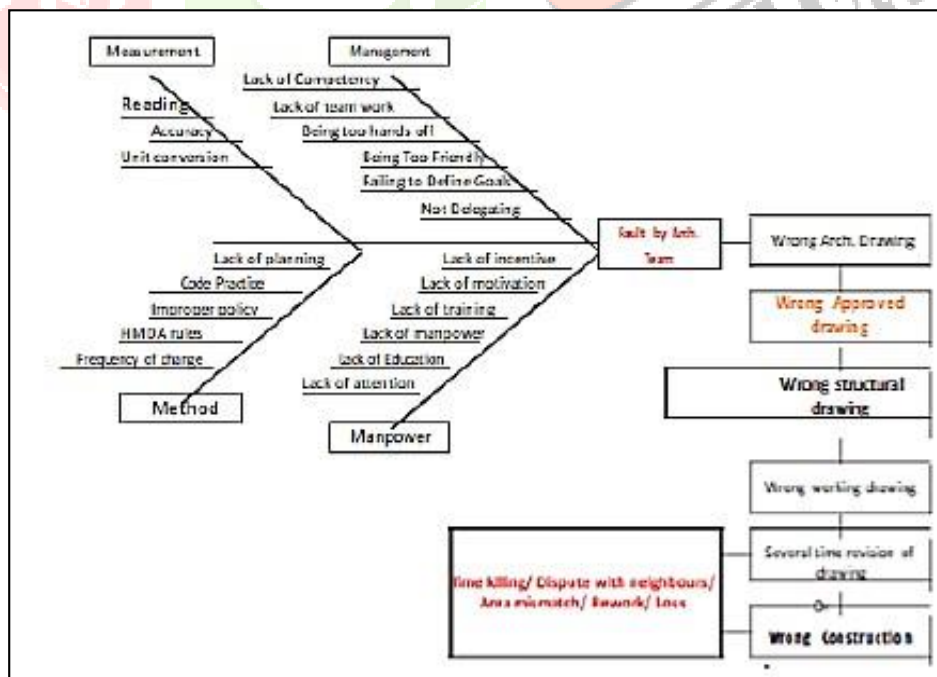 Measurement
Management
Reading
Accuracy
Unit conversion
Lack of Competency
Lack of team work
Being too hands off
Being Too Friendly
Failing to Define Goals
Not Delegating
Lack of planning
Code Practice
Improper policy
HMDA rules
Frequency of charge
Method
Lack of incentive
Lack of motivation
Lack of training
Lack of manpower
Lack of Education
Lack of attention
Manpower
Fault by Arch.
Team
Wrong Arch. Drawing
Wrong Approved
drawing
Wrong structural
drawing
Wrong working drawing
Several time revision of
drawing
Or
Wrong Construction
Time killing/ Dispute with neighbours/
Area mismatch/ Rework/ Loss